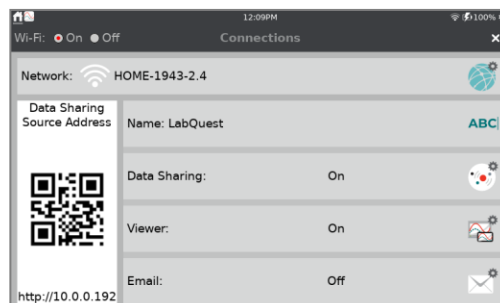 12:09PM
100%
Wi-Fi: On Off
Connections
Network: HOME-1943-2.4
Data Sharing
Source Address
Name: LabQuest
ABC
Data Sharing: On
Viewer: On
Email: Off
http://10.0.0.192